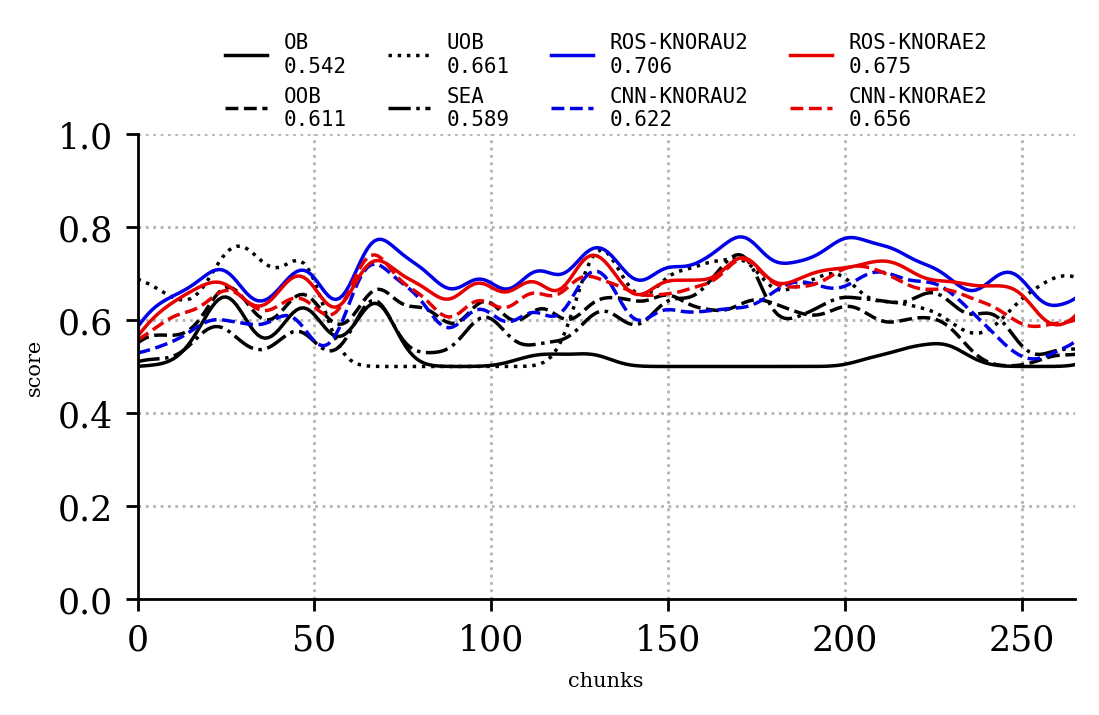 OB UOB ROS-KNORAU2 ROS-KNORAE2
0.542 0.661 0.706 0.675
OOB SEA CNN-KNORAU2 CNN-KNORAE2
0.611 0.589 0.622 0.656
1.0
0.8
0.6
0.4
0.2
0.0
score
0 50 100 150 200 250
chunks